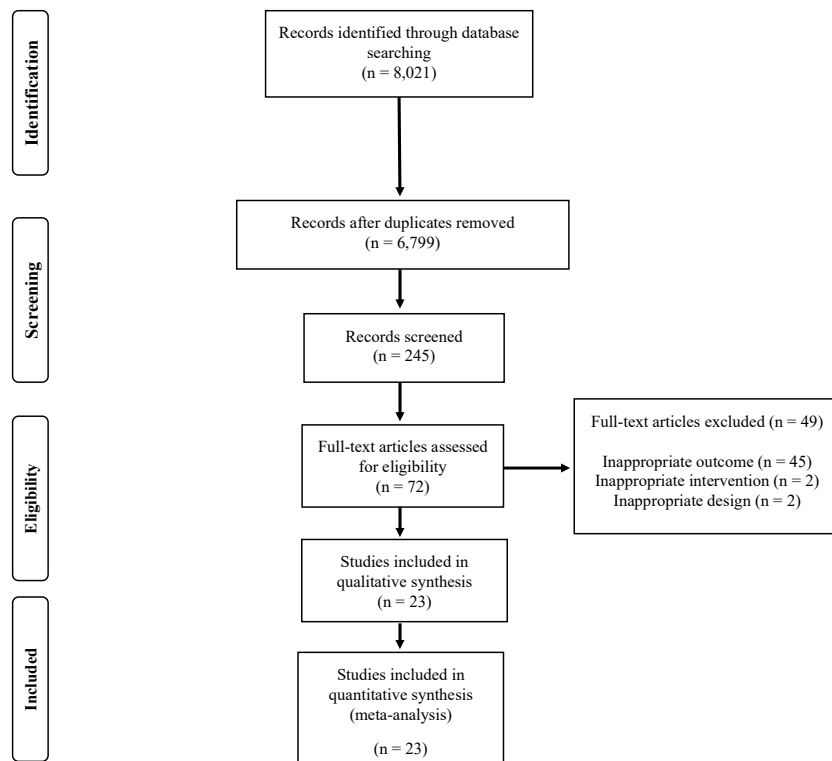 Identification
Records identified through database
searching
(n = 8,021)
Screening
Records after duplicates removed
(n = 6,799)
Records screened
(n = 245)
Eligibility
Full-text articles assessed
for eligibility
(n = 72)
Full-text articles excluded (n = 49)
Inappropriate outcome (n = 45)
Inappropriate intervention (n = 2)
Inappropriate design (n = 2)
Studies included in
qualitative synthesis
(n = 23)
Included
Studies included in
quantitative synthesis
(meta-analysis)
(n = 23)